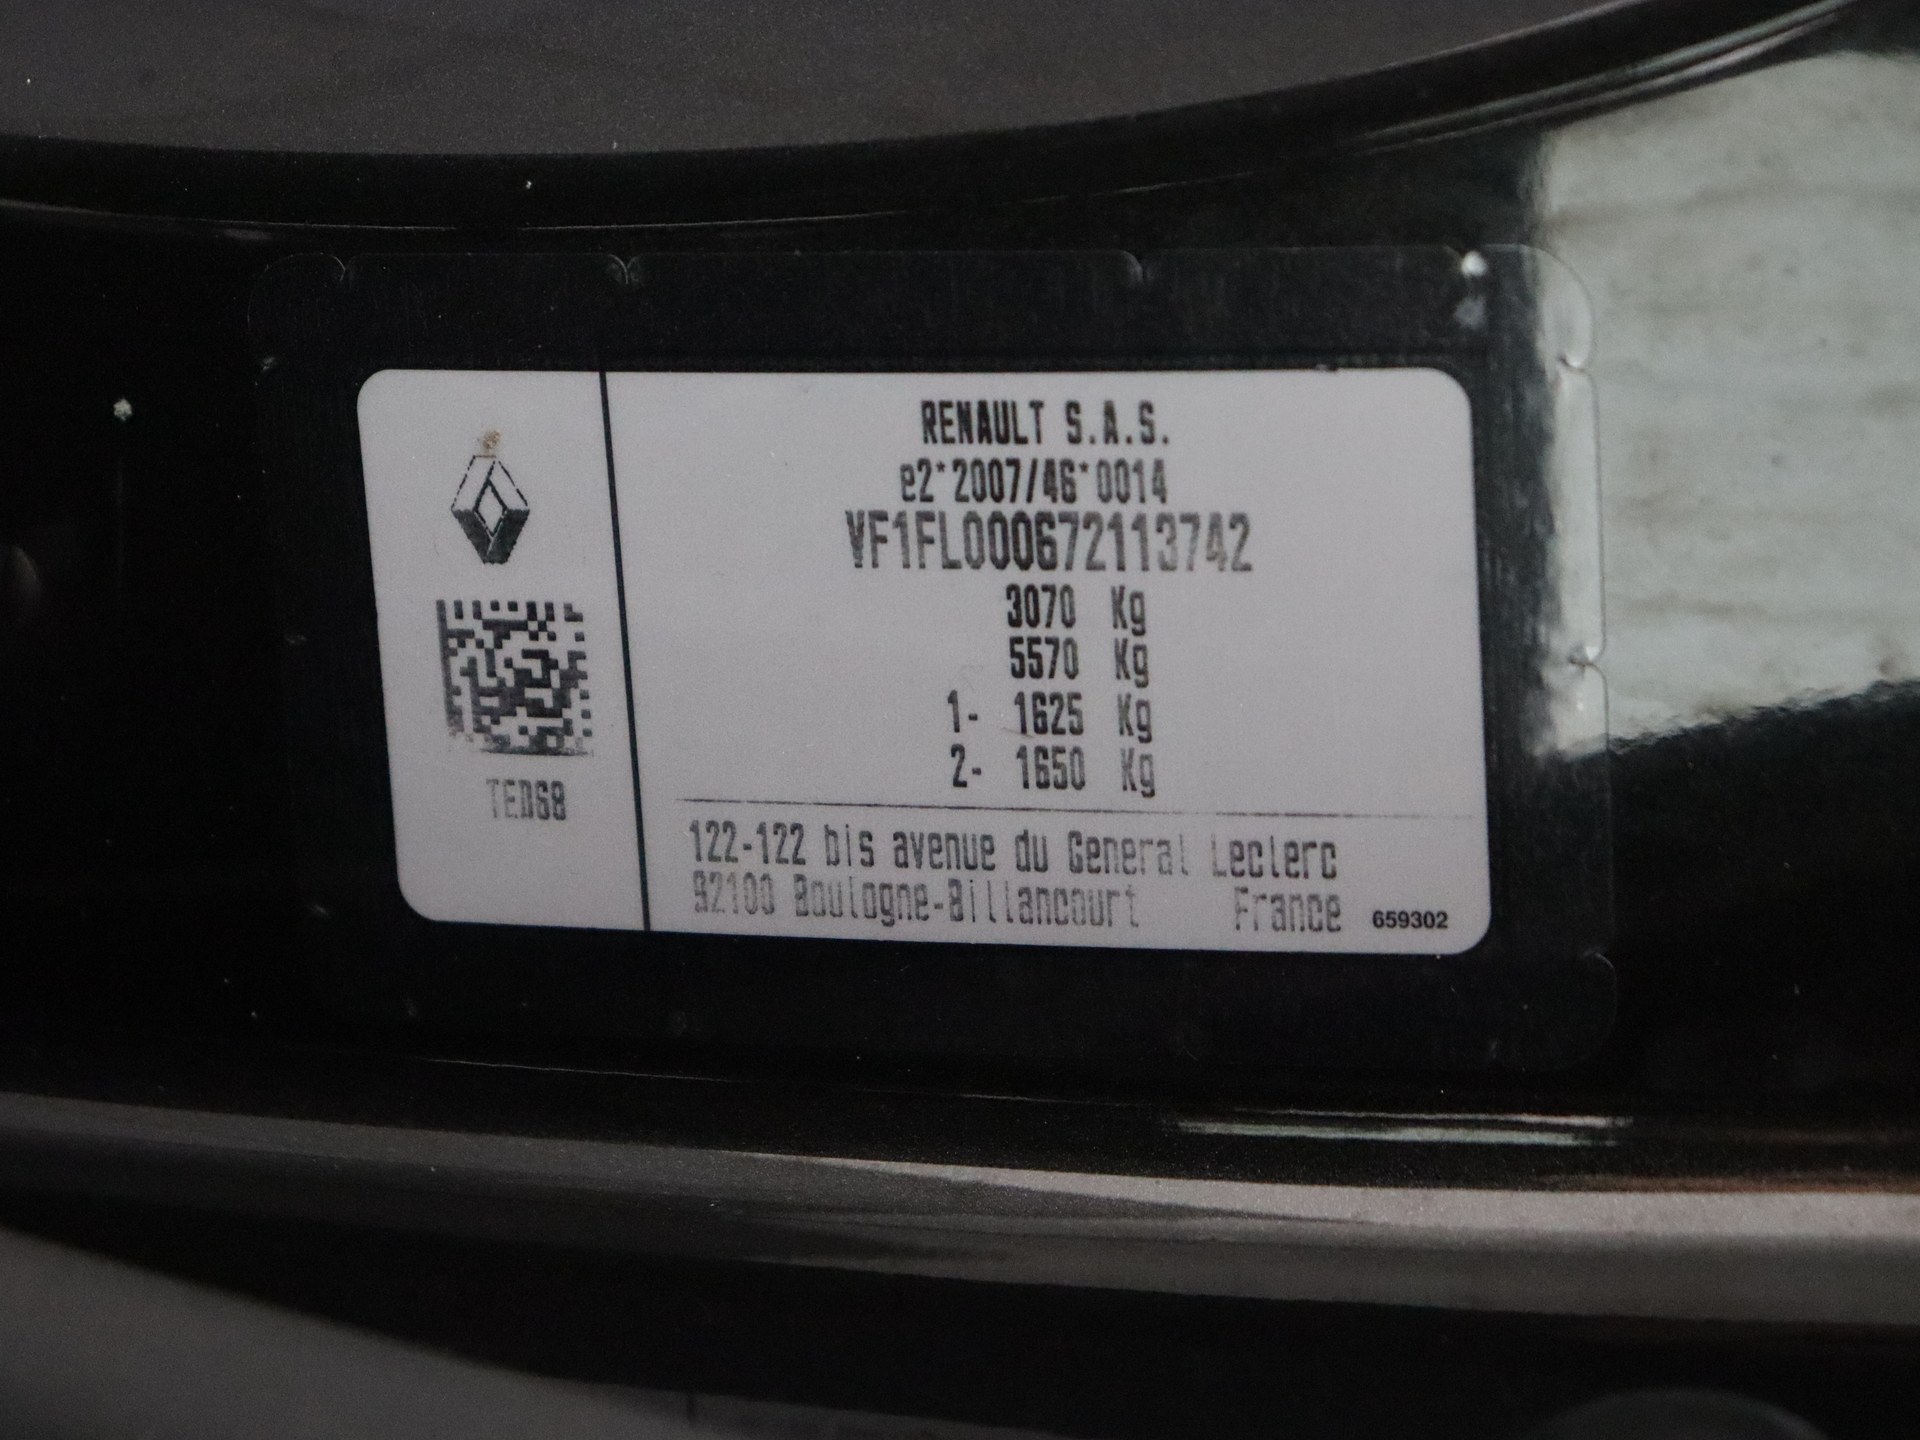 RENAULT S.A.S.
e2*2007/46*0014
VF1FL000672113742
3070 Kg
5570 Kg
1- 1625 Kg
2- 1650 Kg
TED68
122-122 bis avenue du General Leclerc
92100 Boulogne-Billancourt France
659302